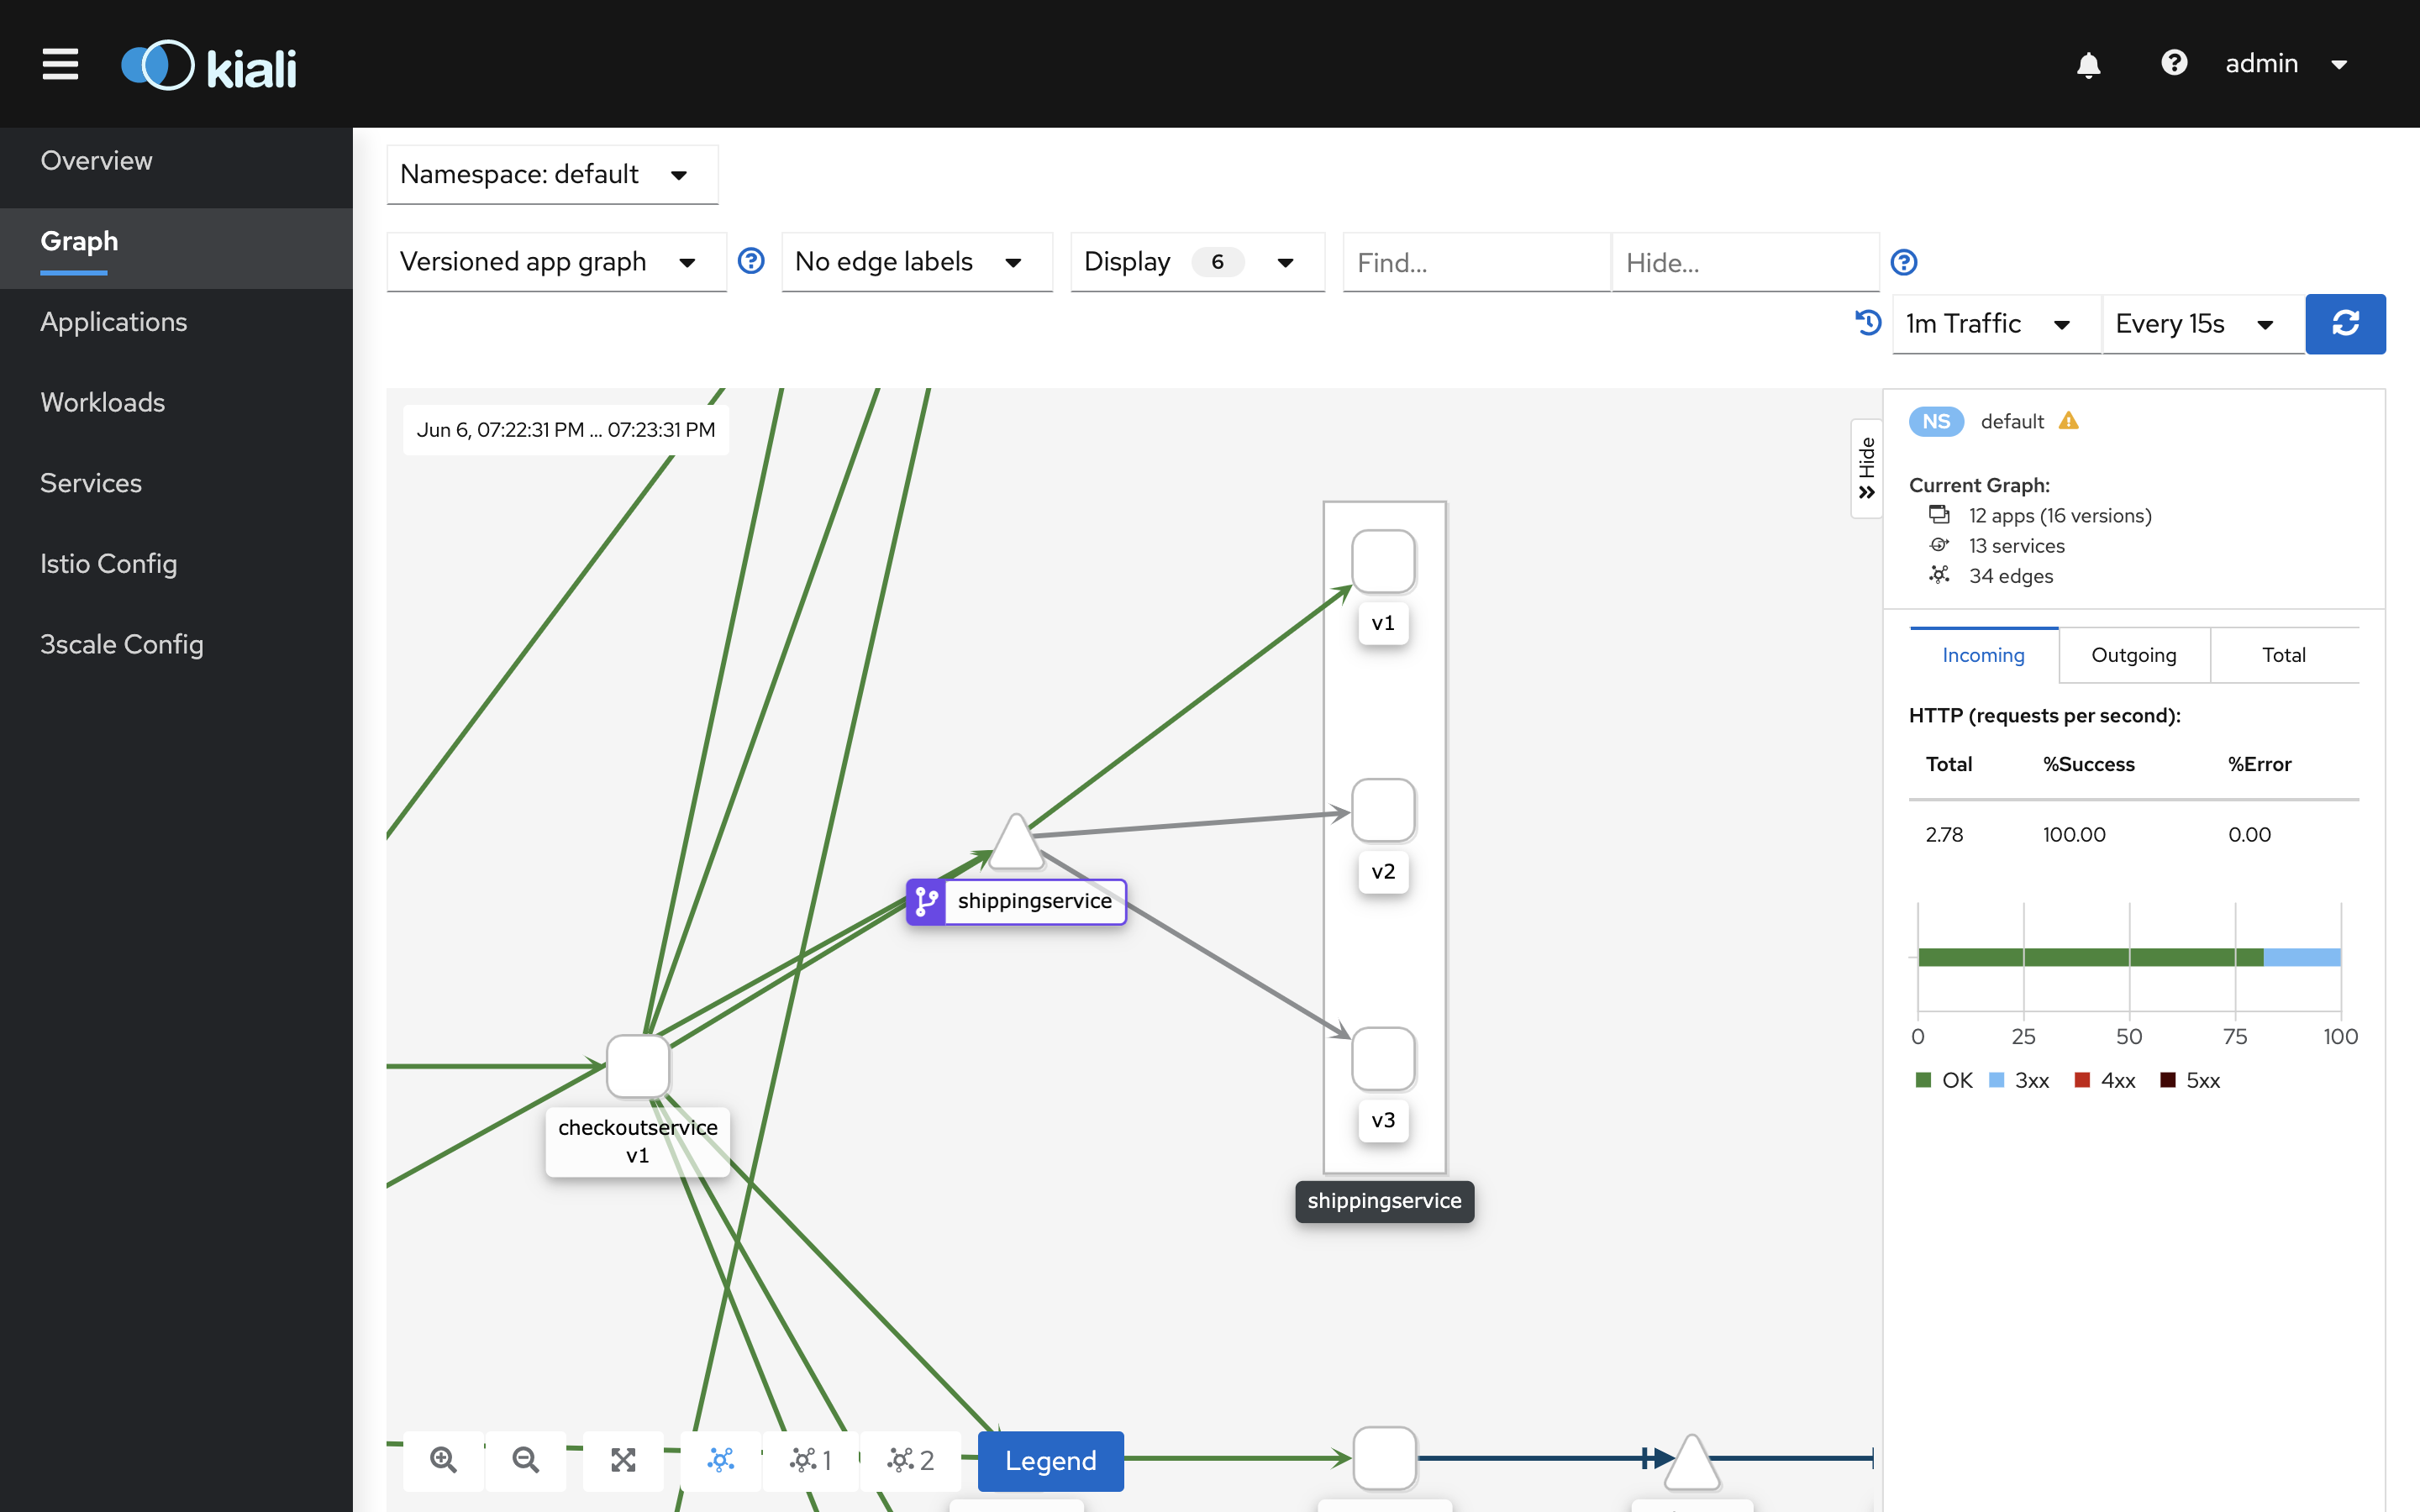 kiali
admin
Overview
Graph
Applications
Workloads
Services
Istio Config
3scale Config
Namespace: default
Versioned app graph
No edge labels
Display 6
Find...
Hide...
1m Traffic
Every 15s
Jun 6, 07:22:31 PM ... 07:23:31 PM
Hide
v1
v2
v3
shippingservice
shippingservice
checkoutservice
v1
1
2
Legend
NS default
Current Graph:
12 apps (16 versions)
13 services
34 edges
Incoming
Outgoing
Total
HTTP (requests per second):
Total %Success %Error
2.78 100.00 0.00
0 25 50 75 100
OK 3xx 4xx 5xx